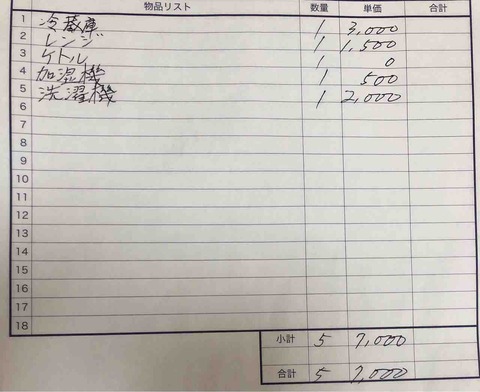 物品リスト 数量 単価 合計
1 冷蔵庫 1 3,000
2 レンジ 1 1,500
3 ケトル 1 0
4 加湿機 1 500
5 洗濯機 1 2,000
6
7
8
9
10
11
12
13
14
15
16
17
18
小計 5 7,000
合計 5 7,000